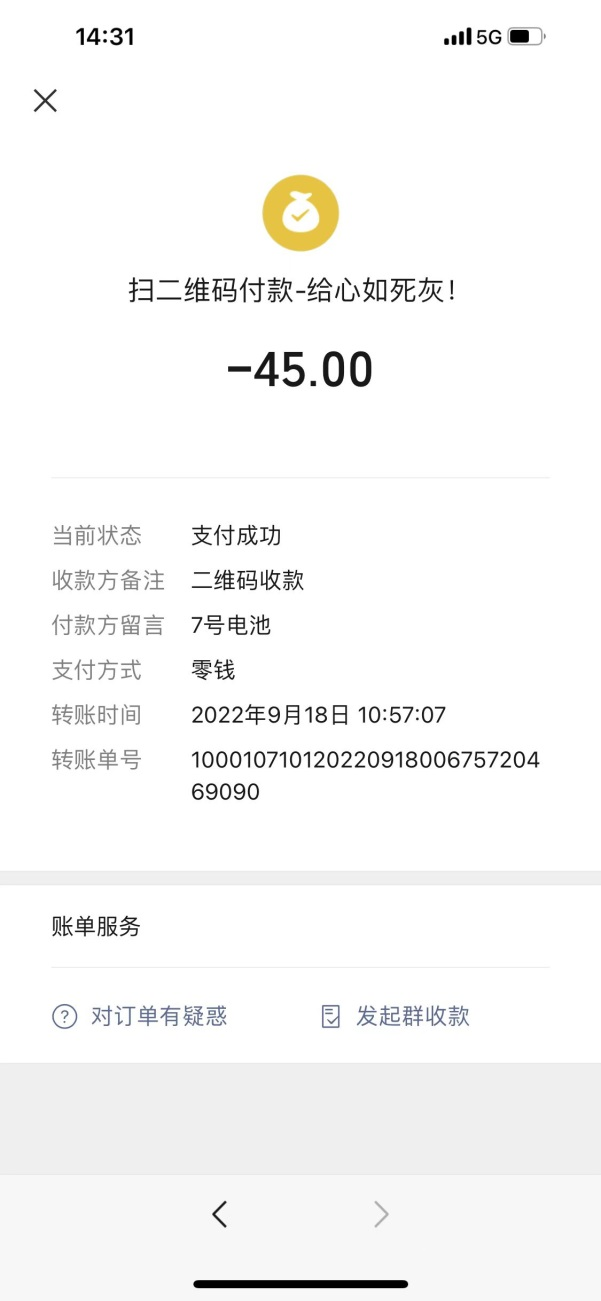 14:31
5G
扫二维码付款-给心如死灰！
-45.00
当前状态 支付成功
收款方备注 二维码收款
付款方留言 7号电池
支付方式 零钱
转账时间 2022年9月18日 10:57:07
转账单号 100010710120220918006757204
69090
账单服务
对订单有疑惑 发起群收款